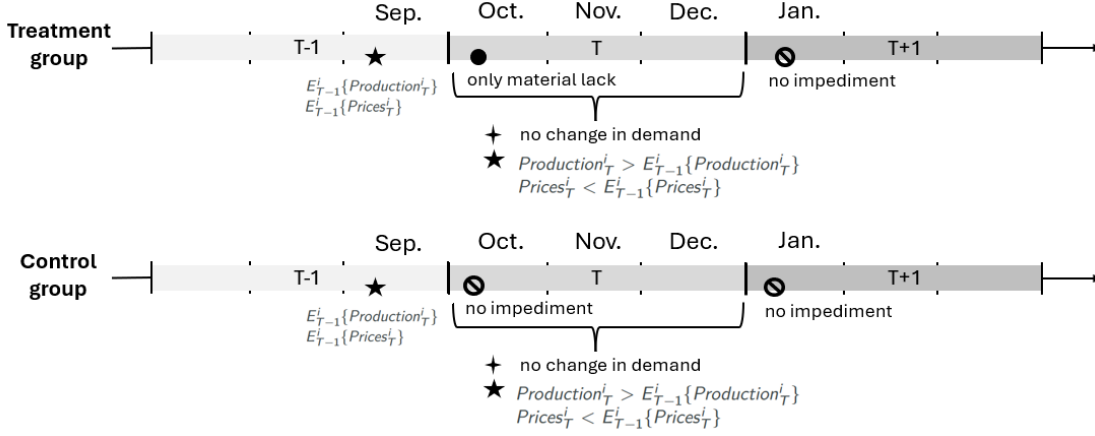 Sep. Oct. Nov. Dec. Jan.
Treatment group
T-1 T T+1
E^i_{T-1}{Production^i_T}
E^i_{T-1}{Prices^i_T}
only material lack
no impediment
no change in demand
Production^i_T > E^i_{T-1}{Production^i_T}
Prices^i_T < E^i_{T-1}{Prices^i_T}
Sep. Oct. Nov. Dec. Jan.
Control group
T-1 T T+1
E^i_{T-1}{Production^i_T}
E^i_{T-1}{Prices^i_T}
no impediment
no impediment
no change in demand
Production^i_T > E^i_{T-1}{Production^i_T}
Prices^i_T < E^i_{T-1}{Prices^i_T}